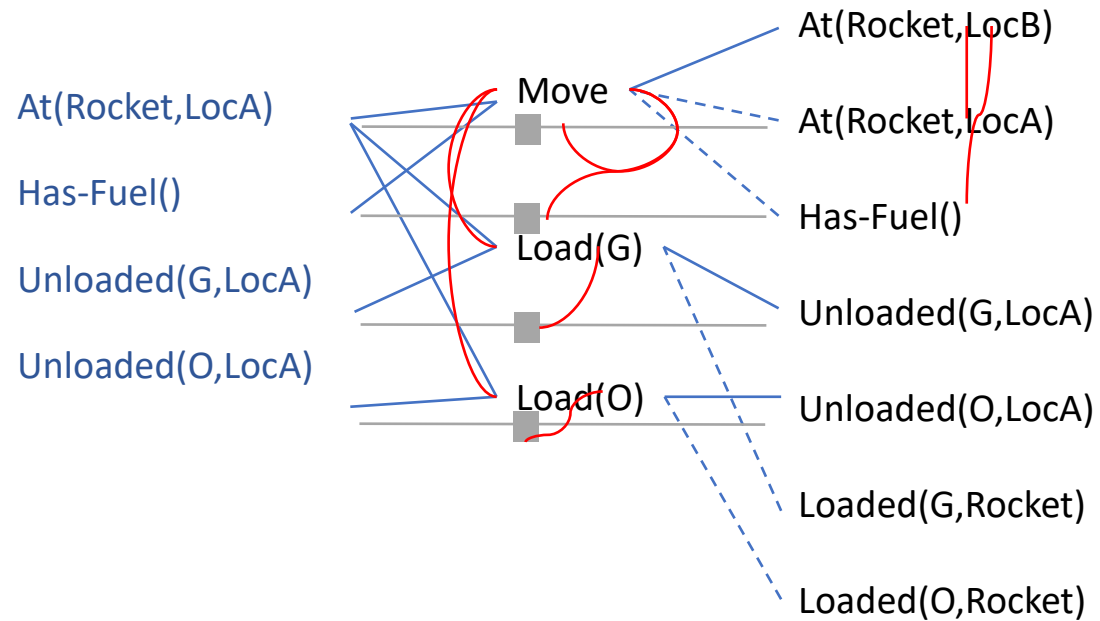 At(Rocket,LocA)
Has-Fuel()
Unloaded(G,LocA)
Unloaded(O,LocA)
Move
Load(G)
Load(O)
At(Rocket,LocB)
At(Rocket,LocA)
Has-Fuel()
Unloaded(G,LocA)
Unloaded(O,LocA)
Loaded(G,Rocket)
Loaded(O,Rocket)